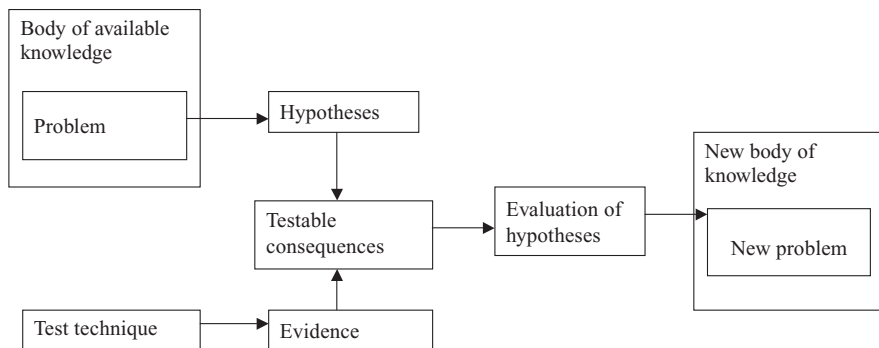 Body of available
knowledge
Problem
Hypotheses
Testable
consequences
Test technique
Evidence
Evaluation of
hypotheses
New body of
knowledge
New problem